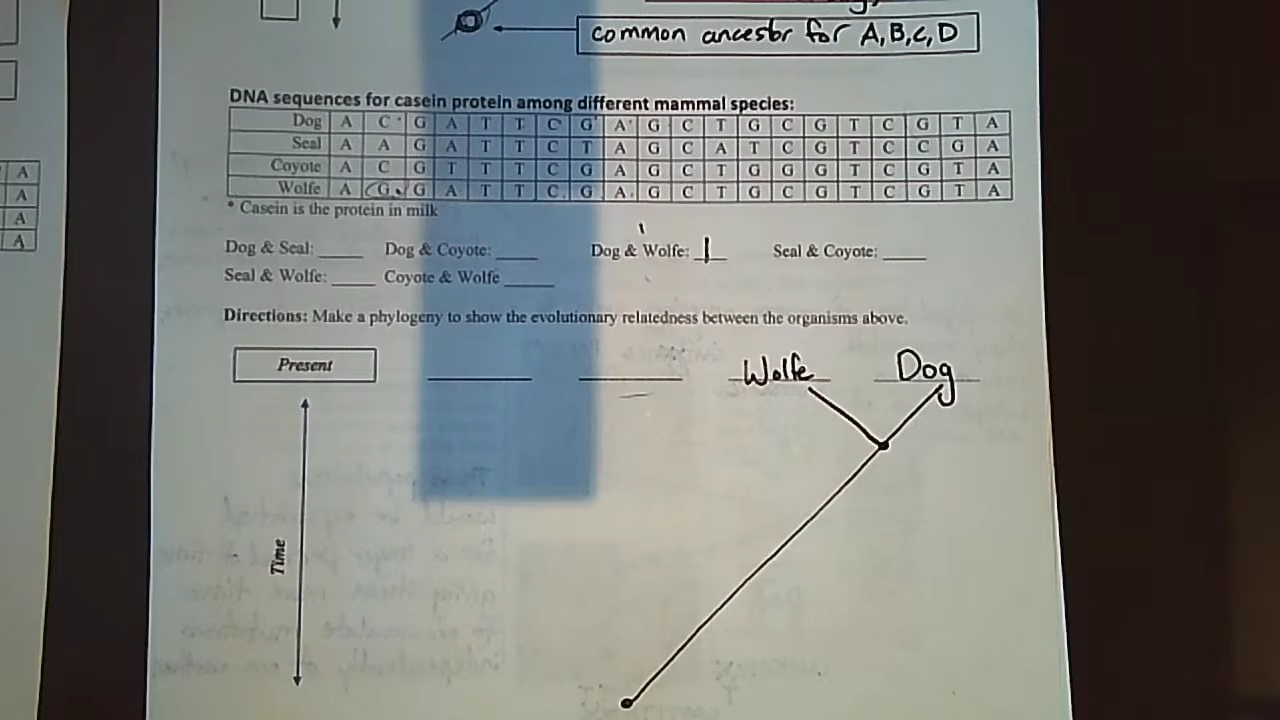 common ancestor for A,B,C,D
DNA sequences for casein protein among different mammal species:
Dog A C G A T T C G A G C T G C G T C G T A
Seal A A G A T T C T A G C A T C G T C C G A
Coyote A C G T T T C G A G C T G G G T C G T A
Wolfe A G G A T T C G A G C T G C G T C G T A
* Casein is the protein in milk
A
A
A
A
Dog & Seal: ____ Dog & Coyote: ____ Dog & Wolfe: 1 Seal & Coyote: ____
Seal & Wolfe: ____ Coyote & Wolfe ____
Directions: Make a phylogeny to show the evolutionary relatedness between the organisms above.
Present Wolfe Dog
Time